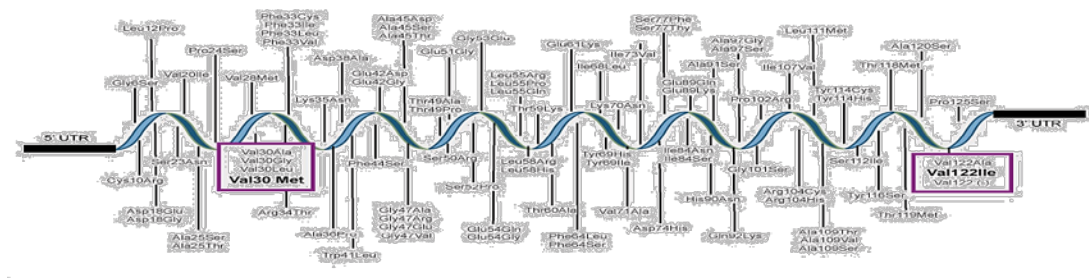 5' UTR
Gly6Ser
Leu12Pro
Cys10Arg
Asp18Glu
Asp18Gly
Val20Ile
Ser23Asn
Pro24Ser
Ala25Ser
Ala25Thr
Val28Met
Val30Ala
Val30Gly
Val30Leu
Val30 Met
Phe33Cys
Phe33Ile
Phe33Leu
Phe33Val
Arg34Thr
Lys35Asn
Ala36Pro
Asp38Ala
Trp41Leu
Glu42Asp
Glu42Gly
Phe44Ser
Ala45Asp
Ala45Ser
Ala45Thr
Gly47Ala
Gly47Arg
Gly47Glu
Gly47Val
Thr49Ala
Thr49Pro
Ser50Arg
Glu51Gly
Ser52Pro
Gly53Glu
Glu54Gln
Glu54Gly
Leu55Arg
Leu55Pro
Leu55Gln
Leu58Arg
Leu58His
Thr59Lys
Thr60Ala
Glu61Lys
Phe64Leu
Phe64Ser
Ile68Leu
Tyr69His
Tyr69Ile
Lys70Asn
Val71Ala
Ile73Val
Asp74His
Ser77Phe
Ser77Thy
Ile84Asn
Ile84Ser
Glu89Gln
Glu89Lys
His90Asn
Ala91Ser
Gln92Lys
Ala97Gly
Ala97Ser
Gly101Ser
Pro102Arg
Arg104Cys
Arg104His
Ile107Val
Ala109Thr
Ala109Val
Ala109Ser
Leu111Met
Ser112Ile
Tyr114Cys
Tyr114His
Tyr116Ser
Thr118Met
Thr119Met
Ala120Ser
Val122Ala
Val122Ile
Pro125Ser
3' UTR